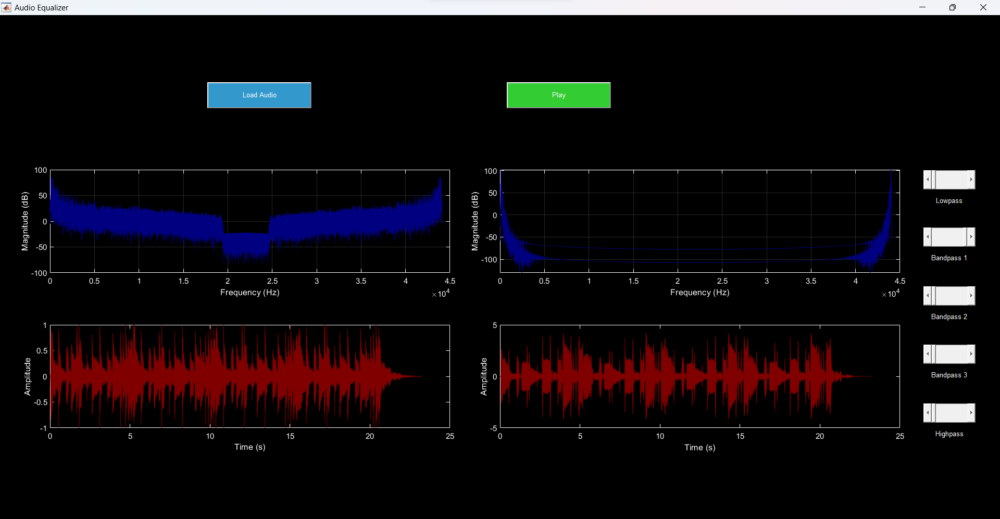 Audio Equalizer
Load Audio
Play
100
50
0
-50
-100
Magnitude (dB)
0 0.5 1 1.5 2 2.5 3 3.5 4 4.5
Frequency (Hz)
×10^4
100
50
0
-50
-100
Magnitude (dB)
0 0.5 1 1.5 2 2.5 3 3.5 4 4.5
Frequency (Hz)
×10^4
Lowpass
Bandpass 1
Bandpass 2
Bandpass 3
Highpass
1
0.5
0
-0.5
-1
Amplitude
0 5 10 15 20 25
Time (s)
5
0
-5
Amplitude
0 5 10 15 20 25
Time (s)